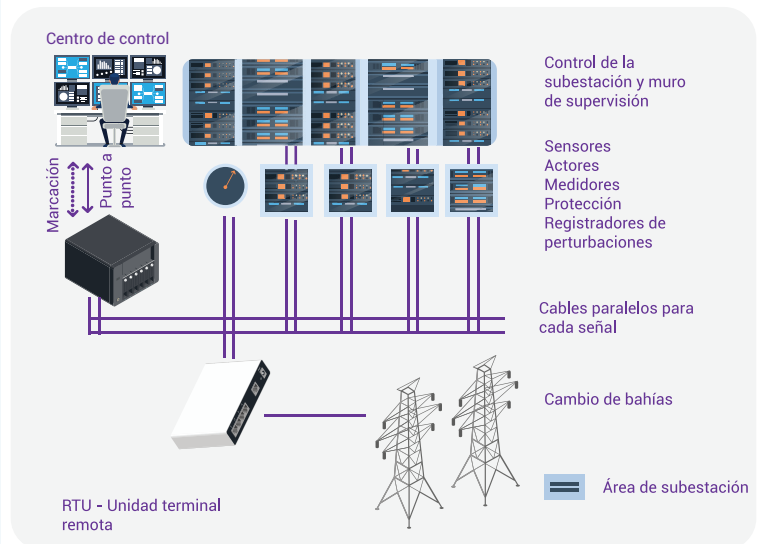 Centro de control
Control de la
subestación y muro
de supervisión
Sensores
Actores
Medidores
Protección
Registradores de
perturbaciones
Marcación
Punto a
punto
Cables paralelos para
cada señal
Cambio de bahías
Área de subestación
RTU - Unidad terminal
remota